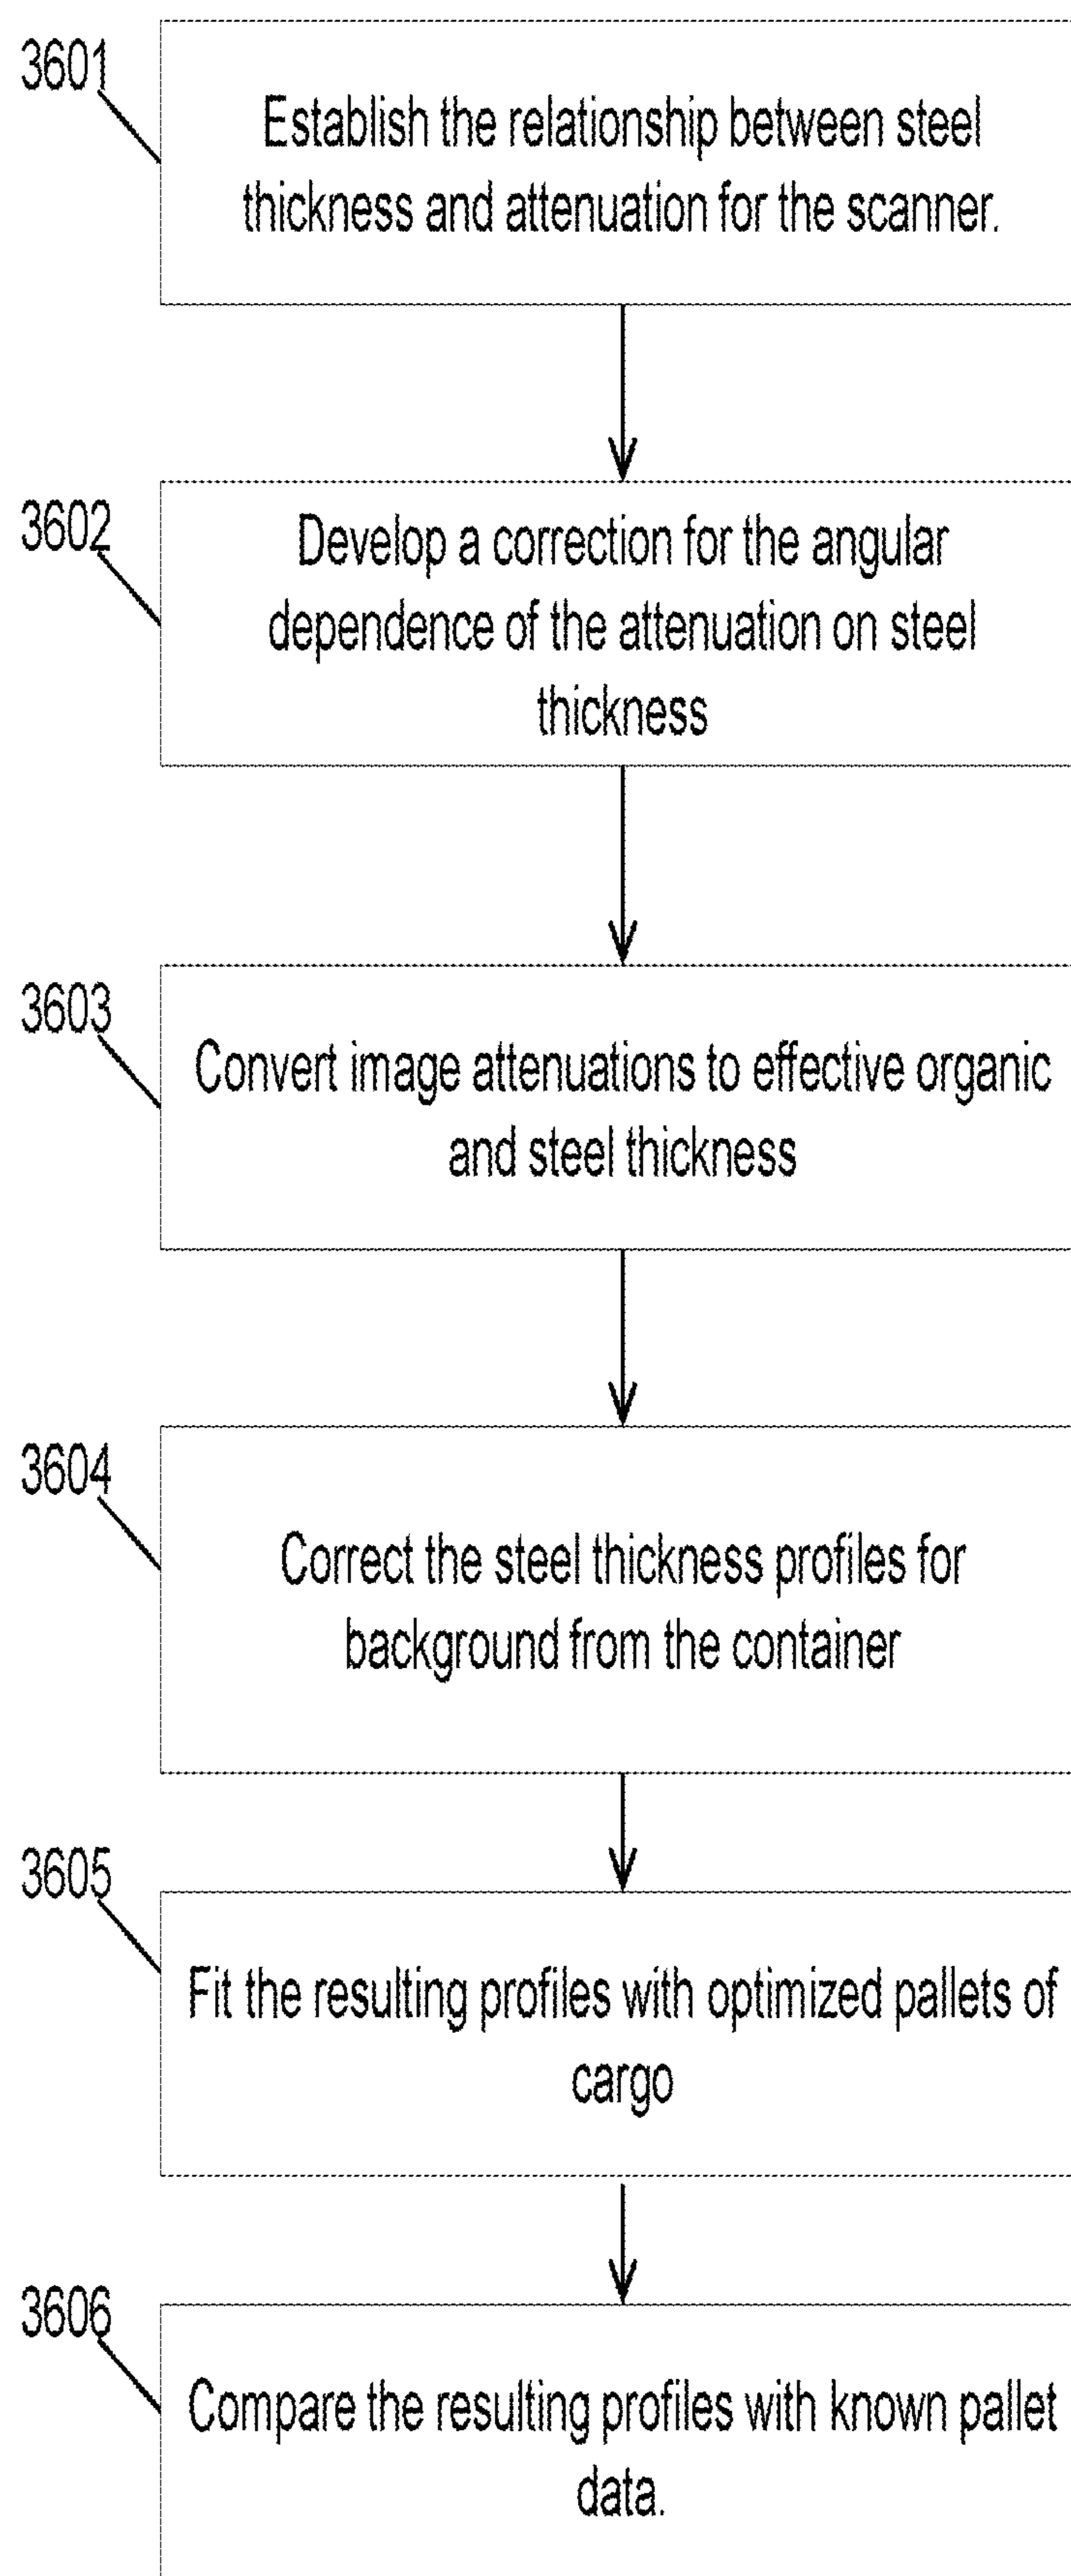 3601
Establish the relationship between steel
thickness and attenuation for the scanner.
3602
Develop a correction for the angular
dependence of the attenuation on steel
thickness
3603
Convert image attenuations to effective organic
and steel thickness
3604
Correct the steel thickness profiles for
background from the container
3605
Fit the resulting profiles with optimized pallets of
cargo
3606
Compare the resulting profiles with known pallet
data.